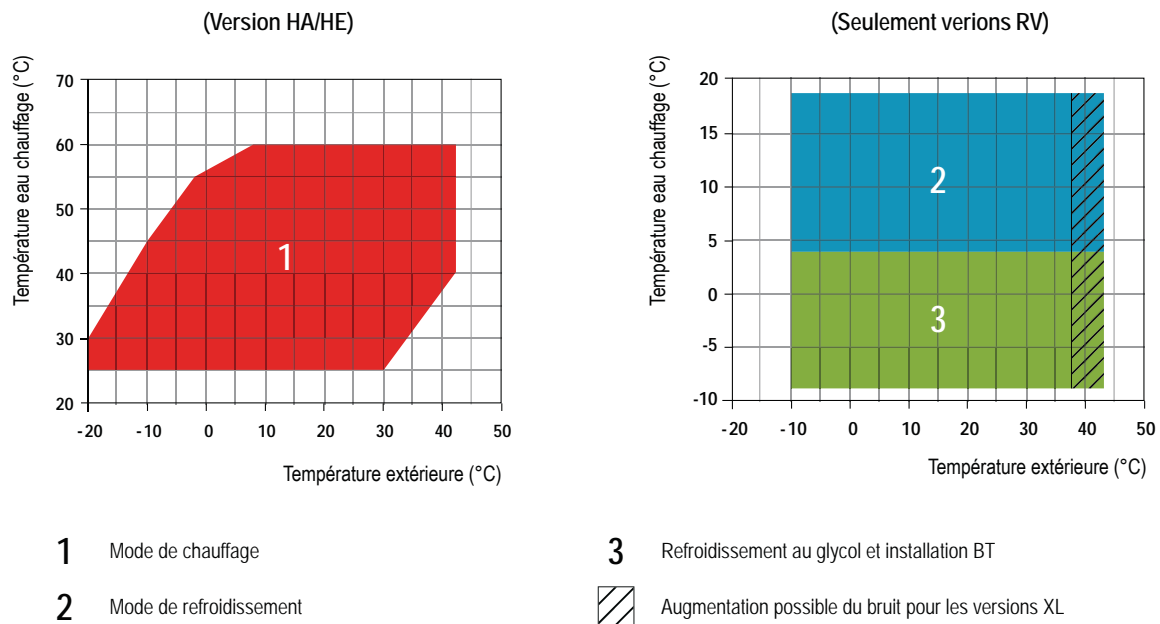 (Version HA/HE)
Température eau chauffage (°C)
70
60
50
40
30
20
1
-20 -10 0 10 20 30 40 50
Température extérieure (°C)
(Seulement verions RV)
Température eau chauffage (°C)
20
15
10
5
0
-5
-10
2
3
-20 -10 0 10 20 30 40 50
Température extérieure (°C)
1 Mode de chauffage
2 Mode de refroidissement
3 Refroidissement au glycol et installation BT
Augmentation possible du bruit pour les versions XL